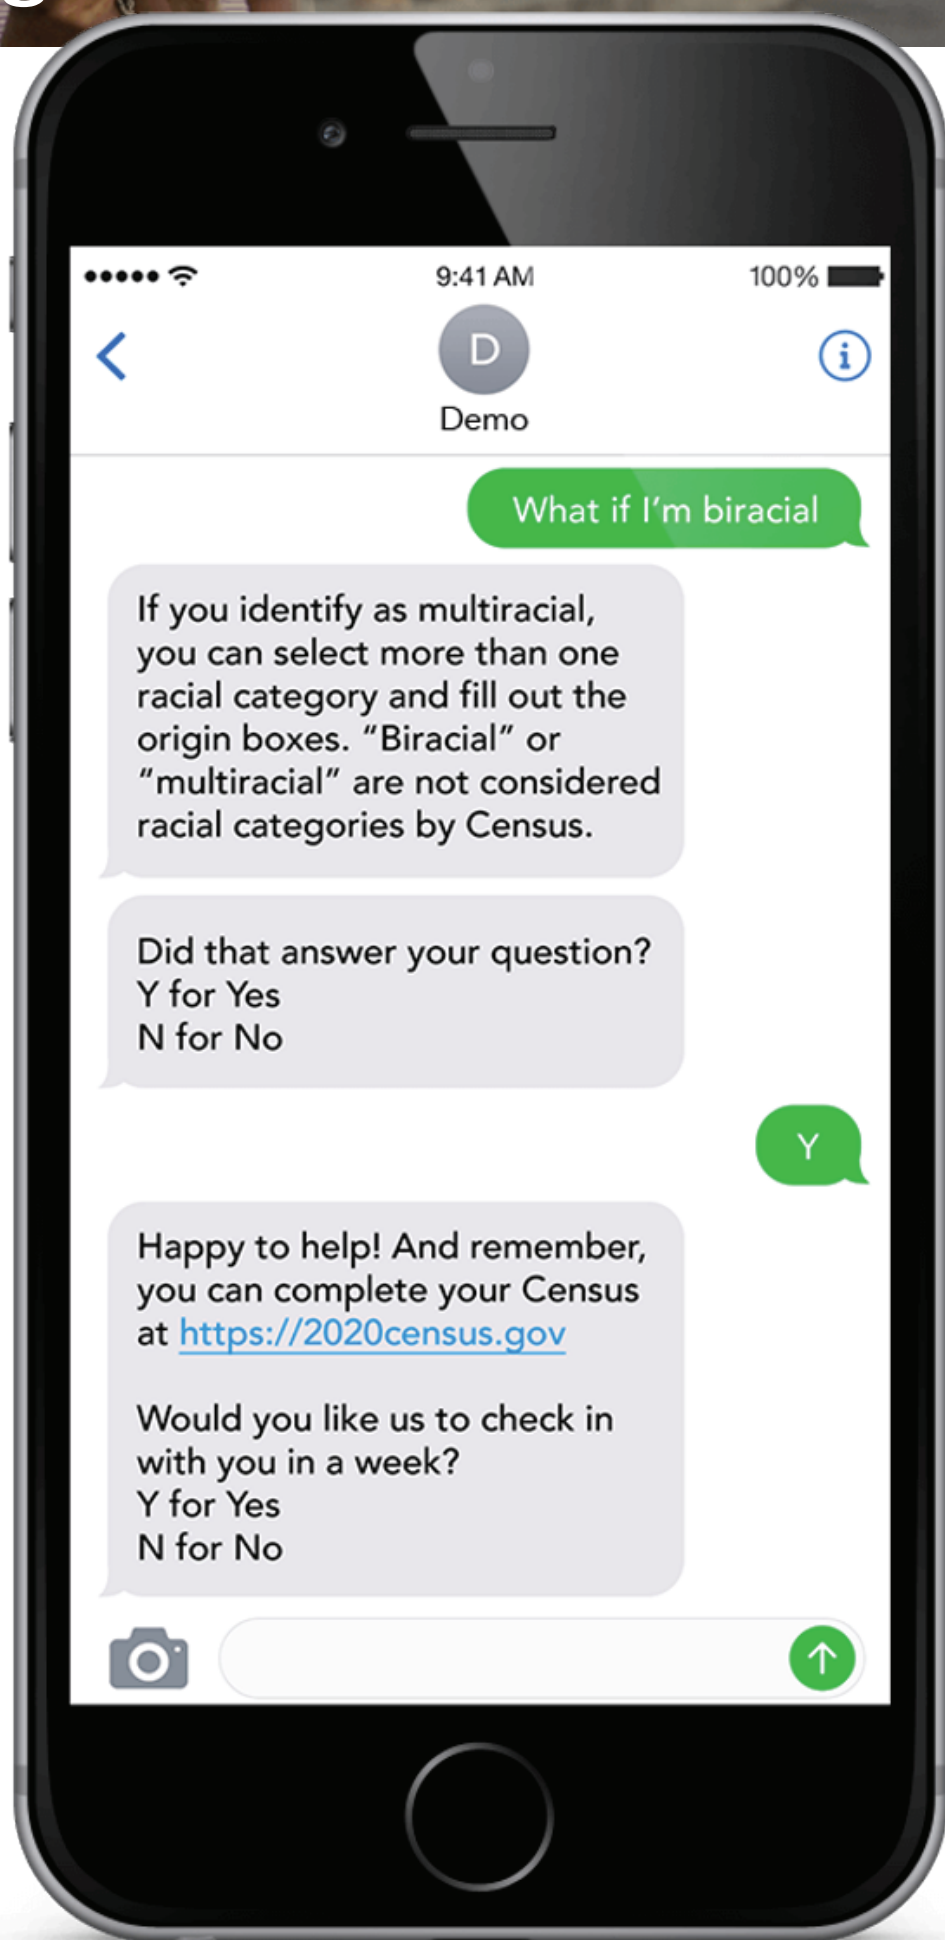 9:41 AM
100%
D
Demo
What if I’m biracial
If you identify as multiracial,
you can select more than one
racial category and fill out the
origin boxes. “Biracial” or
“multiracial” are not considered
racial categories by Census.
Did that answer your question?
Y for Yes
N for No
Y
Happy to help! And remember,
you can complete your Census
at https://2020census.gov
Would you like us to check in
with you in a week?
Y for Yes
N for No